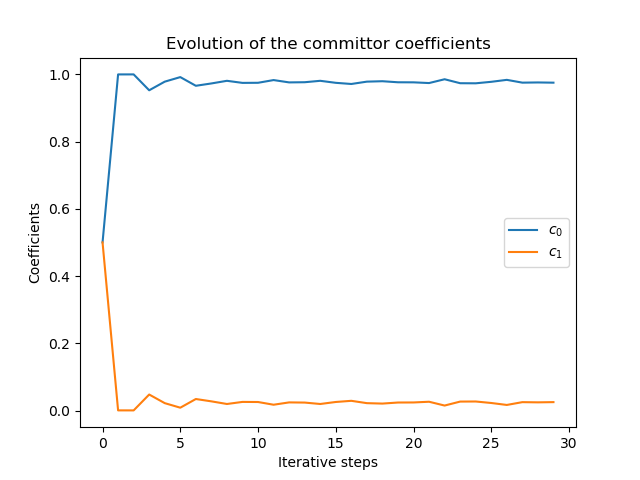 Evolution of the committor coefficients
Coefficients
1.0
0.8
0.6
0.4
0.2
0.0
c₀
c₁
0 5 10 15 20 25 30
Iterative steps